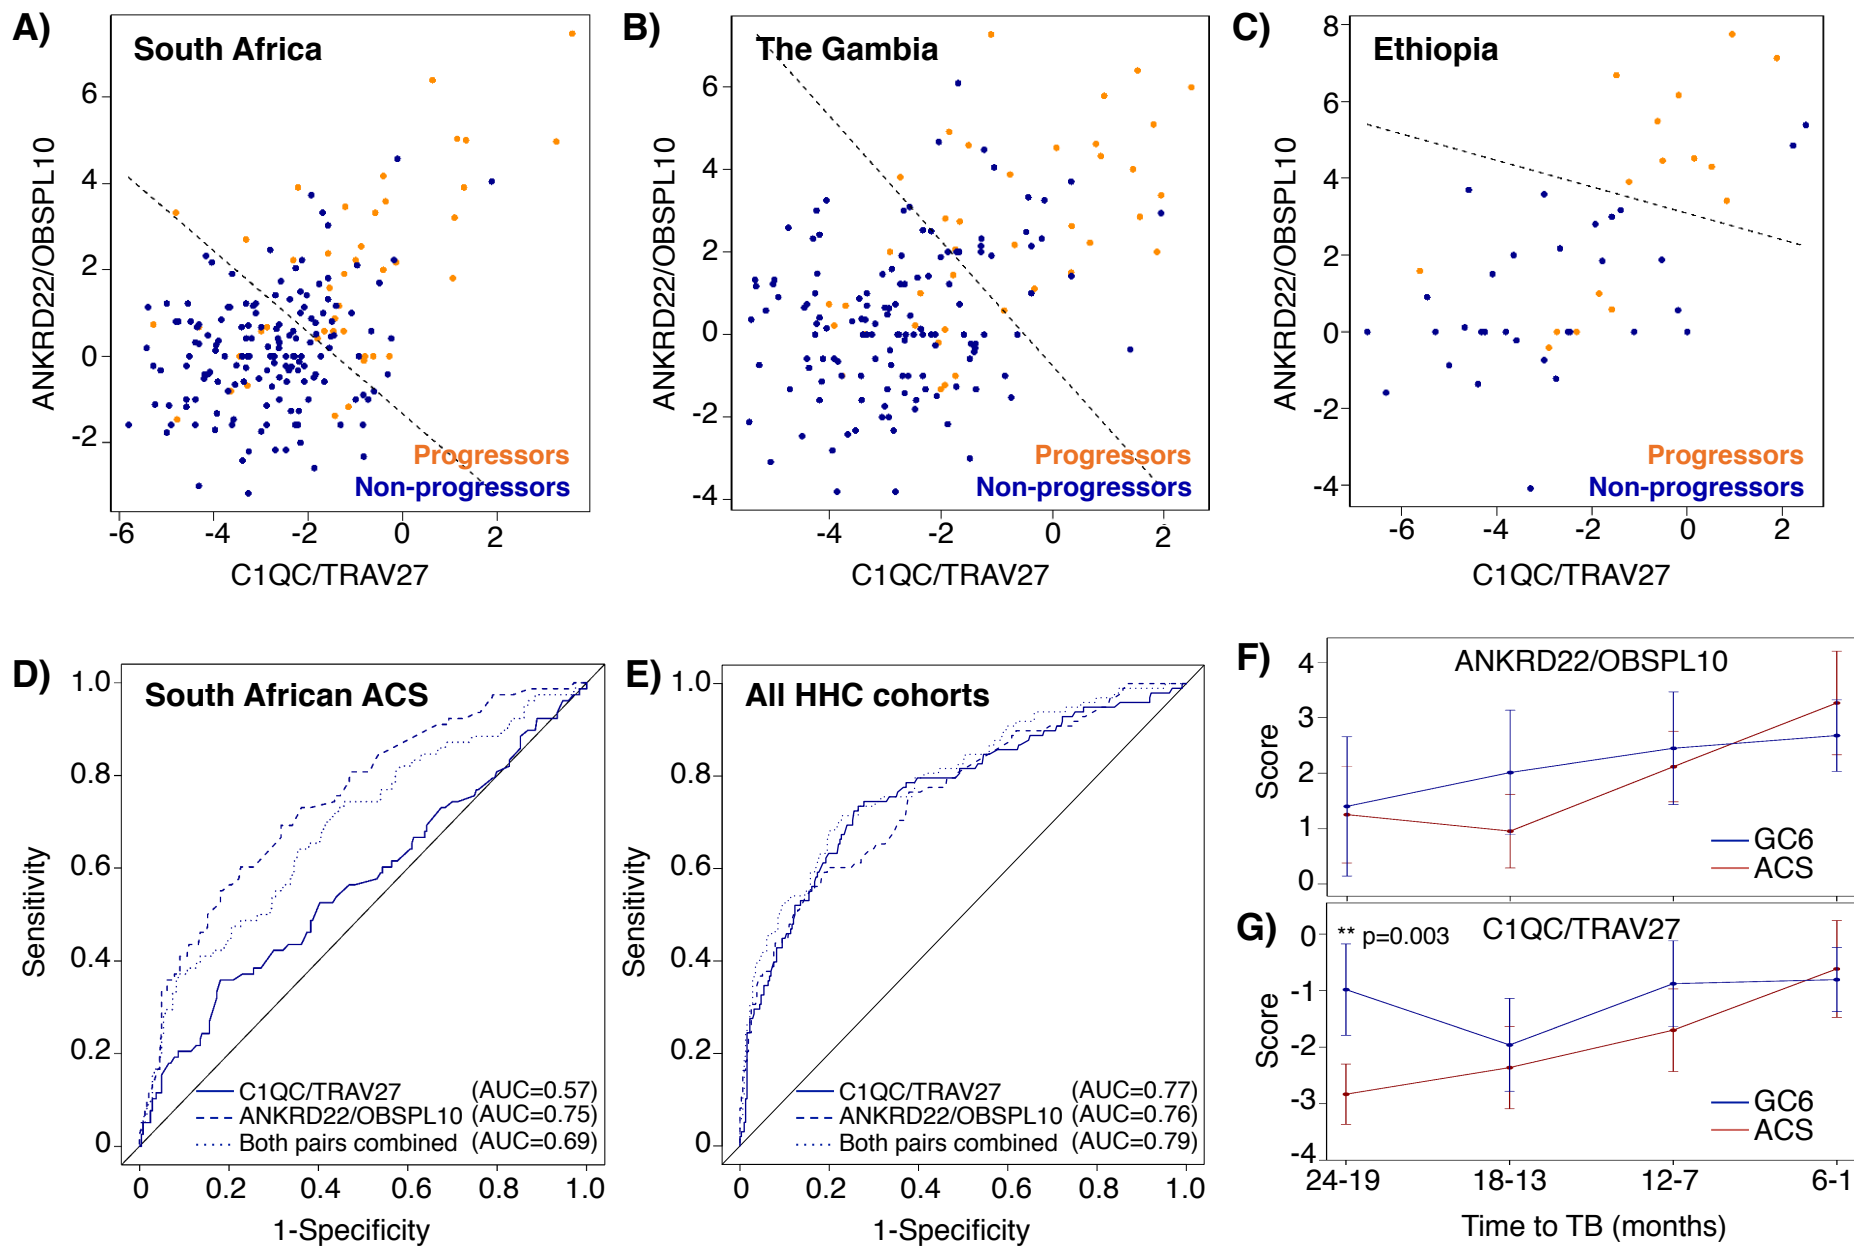 A)
South Africa
ANKRD22/OBSPL10
6
4
2
0
-2
Progressors
Non-progressors
-6 -4 -2 0 2
C1QC/TRAV27
B)
The Gambia
ANKRD22/OBSPL10
6
4
2
0
-2
-4
Progressors
Non-progressors
-4 -2 0 2
C1QC/TRAV27
C)
Ethiopia
ANKRD22/OBSPL10
8
6
4
2
0
-2
-4
Progressors
Non-progressors
-6 -4 -2 0 2
C1QC/TRAV27
D)
South African ACS
Sensitivity
1.0
0.8
0.6
0.4
0.2
0
C1QC/TRAV27 (AUC=0.57)
ANKRD22/OBSPL10 (AUC=0.75)
Both pairs combined (AUC=0.69)
0 0.2 0.4 0.6 0.8 1.0
1-Specificity
E)
All HHC cohorts
Sensitivity
1.0
0.8
0.6
0.4
0.2
0
C1QC/TRAV27 (AUC=0.77)
ANKRD22/OBSPL10 (AUC=0.76)
Both pairs combined (AUC=0.79)
0 0.2 0.4 0.6 0.8 1.0
1-Specificity
F)
ANKRD22/OBSPL10
Score
4
3
2
1
0
GC6
ACS
G)
C1QC/TRAV27
** p=0.003
Score
0
-1
-2
-3
-4
GC6
ACS
24-19 18-13 12-7 6-1
Time to TB (months)